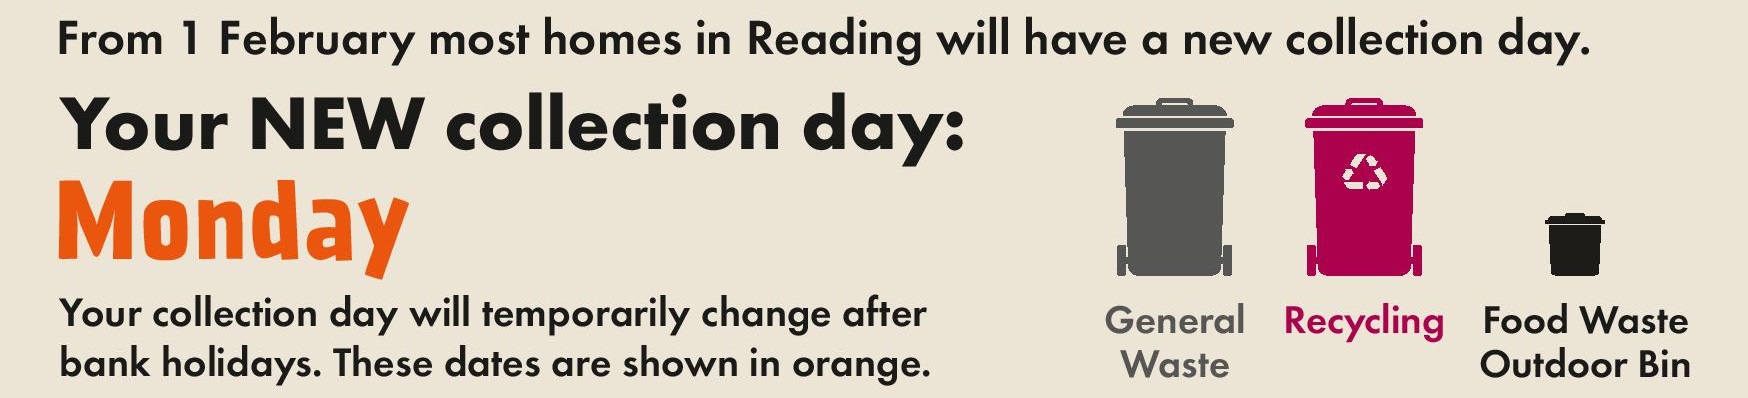 From 1 February most homes in Reading will have a new collection day.
Your NEW collection day:
Monday
Your collection day will temporarily change after
bank holidays. These dates are shown in orange.
General
Waste
Recycling
Food Waste
Outdoor Bin